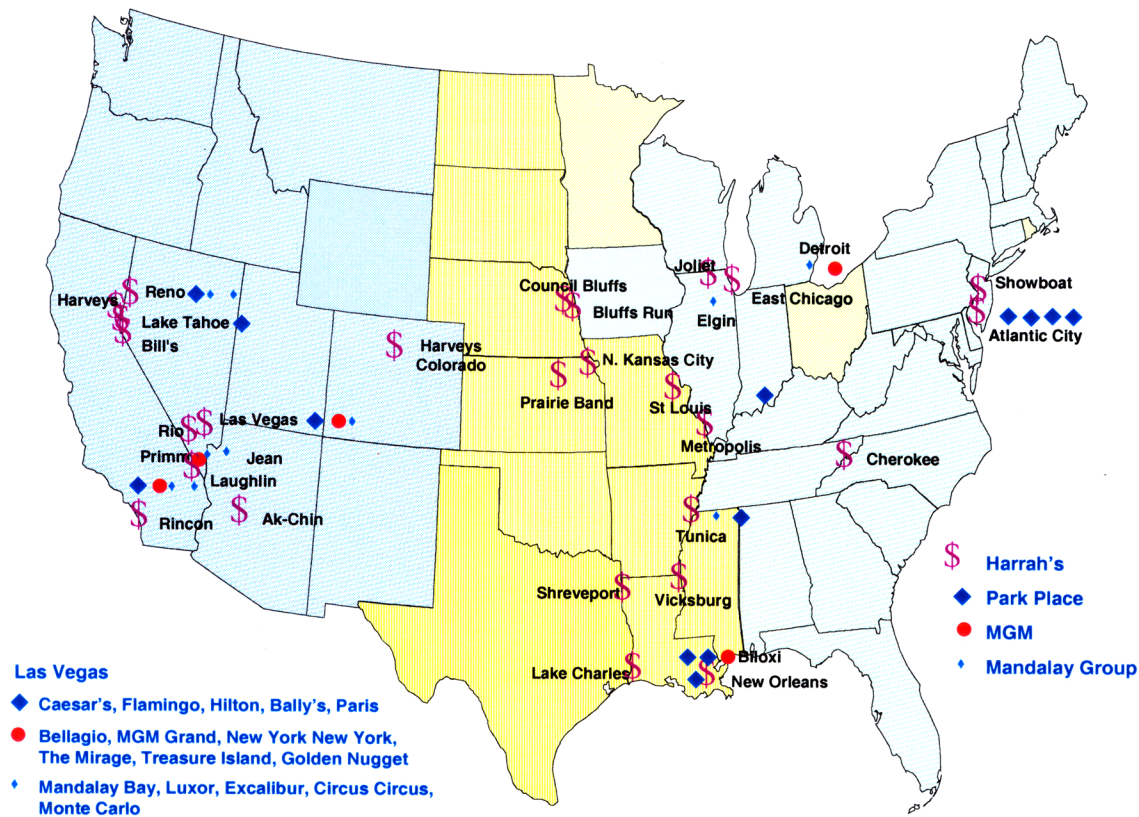 Detroit
Joliet
Council Bluffs
Showboat
Harveys
Reno
East Chicago
Bluffs Run
Elgin
Lake Tahoe
Atlantic City
Bill's
Harveys
Colorado
N. Kansas City
Prairie Band
St Louis
Las Vegas
Rio
Metropolis
Primm
Jean
Cherokee
Laughlin
Rincon
Ak-Chin
Tunica
Shreveport
Vicksburg
Biloxi
Lake Charles
New Orleans
$ Harrah's
Park Place
MGM
Mandalay Group
Las Vegas
Caesar's, Flamingo, Hilton, Bally's, Paris
Bellagio, MGM Grand, New York New York,
The Mirage, Treasure Island, Golden Nugget
Mandalay Bay, Luxor, Excalibur, Circus Circus,
Monte Carlo